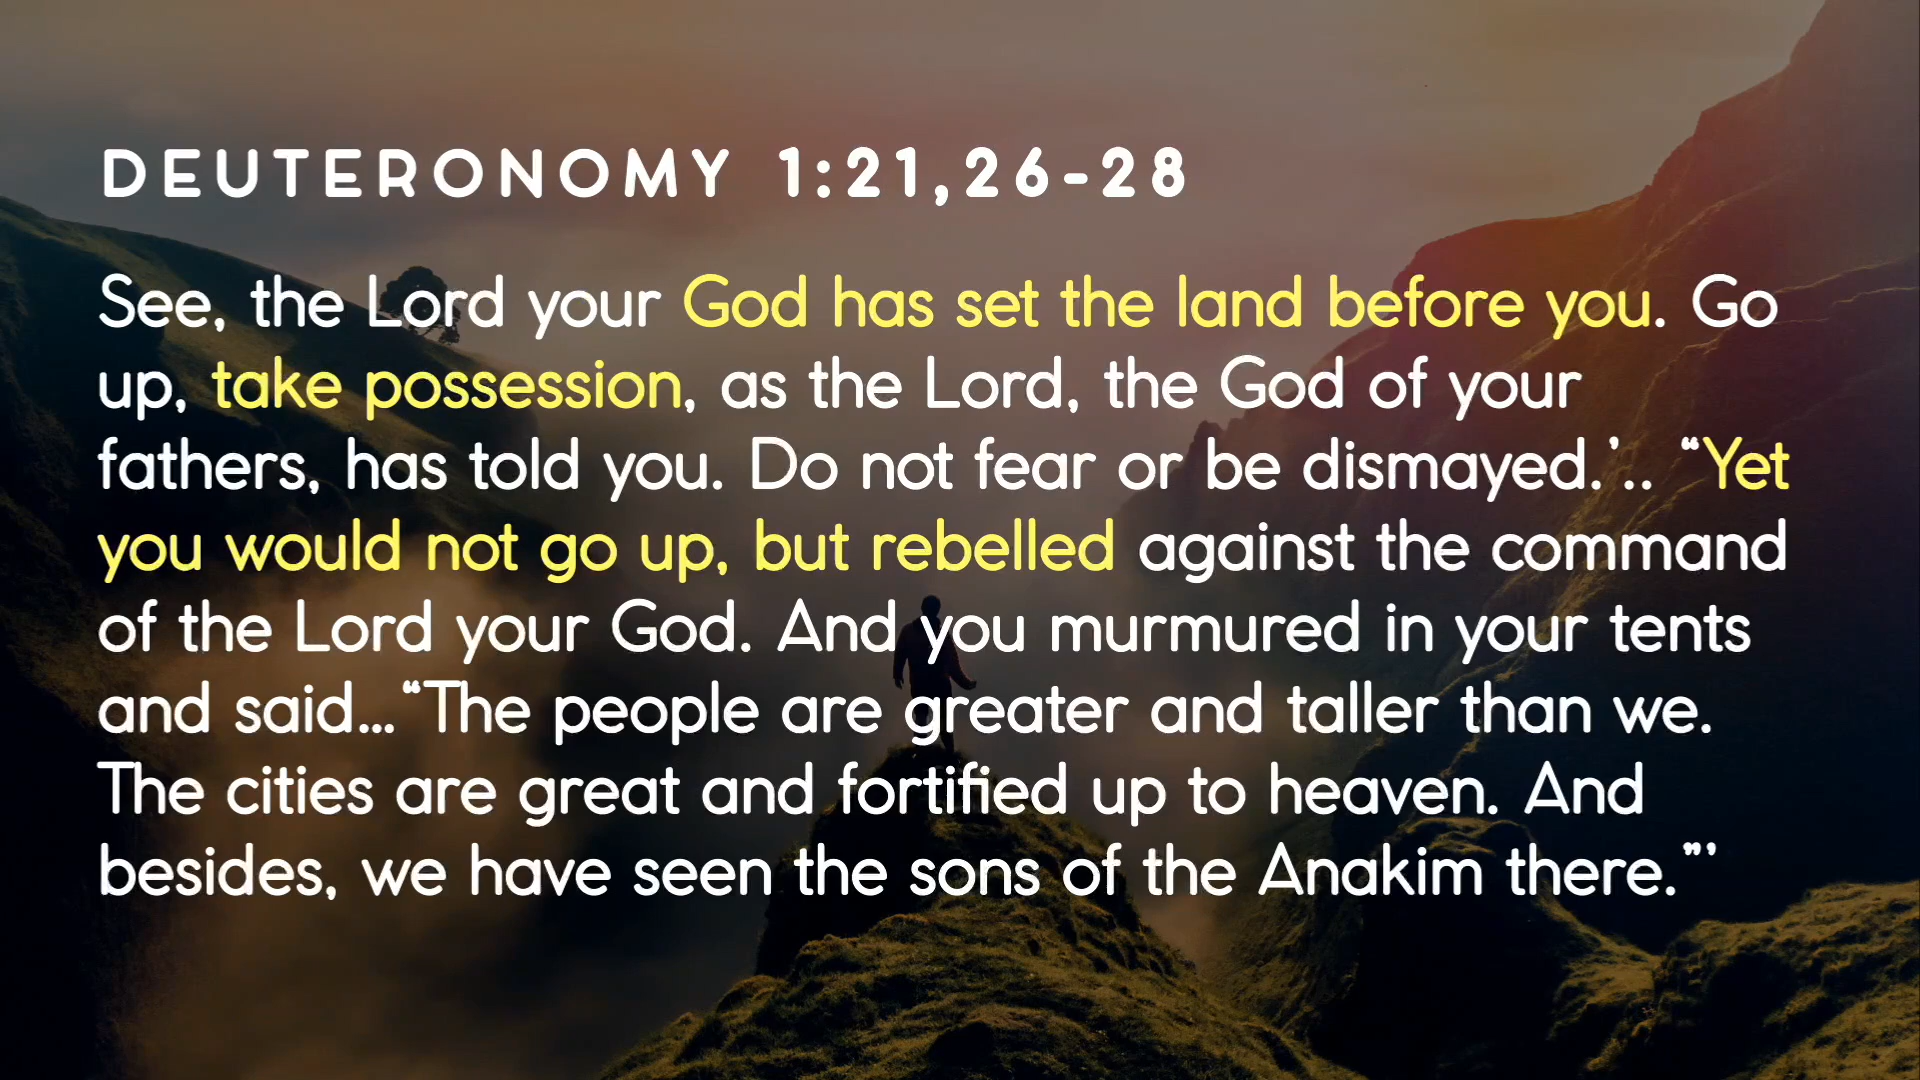 DEUTERONOMY 1:21,26-28
See, the Lord your God has set the land before you. Go
up, take possession, as the Lord, the God of your
fathers, has told you. Do not fear or be dismayed.’.. “Yet
you would not go up, but rebelled against the command
of the Lord your God. And you murmured in your tents
and said...“The people are greater and taller than we.
The cities are great and fortified up to heaven. And
besides, we have seen the sons of the Anakim there.”’